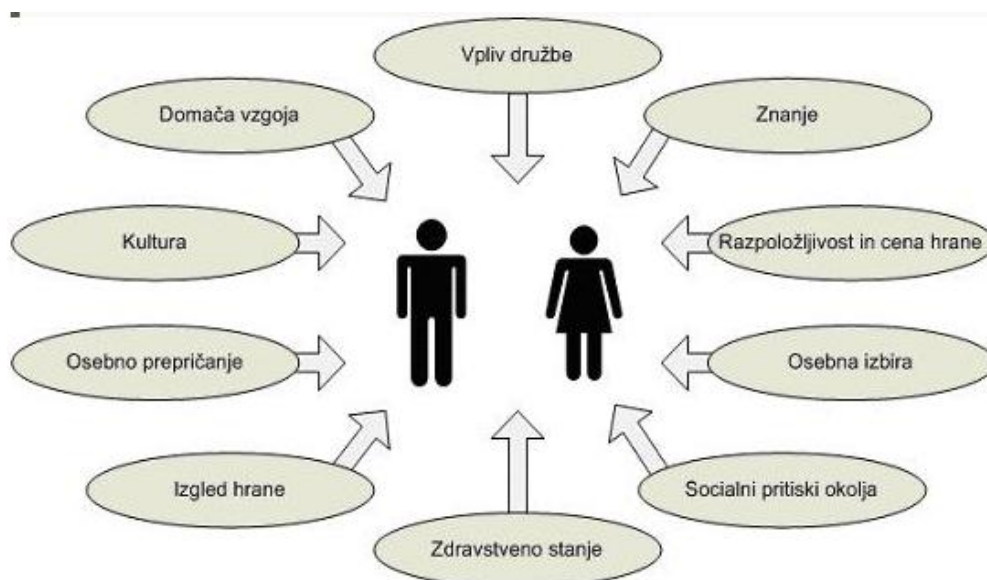 Vpliv družbe
Domača vzgoja
Znanje
Kultura
Razpoložljivost in cena hrane
Osebno prepričanje
Osebna izbira
Izgled hrane
Socialni pritiski okolja
Zdravstveno stanje